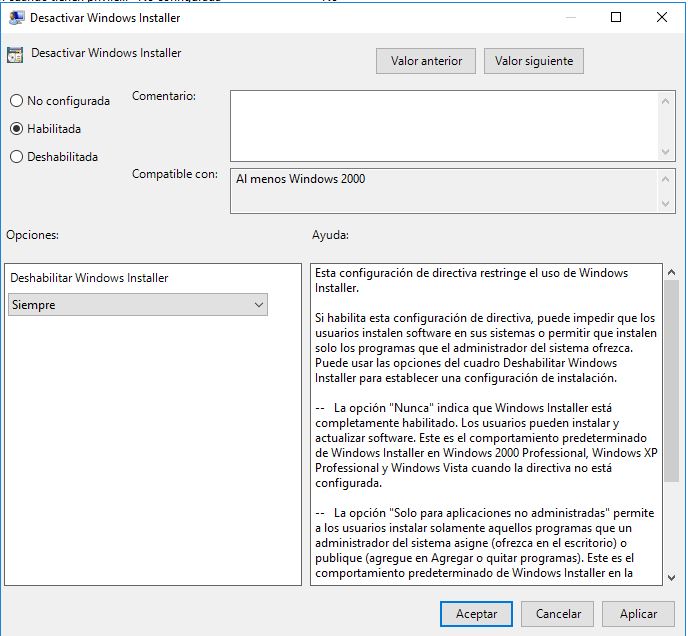 Desactivar Windows Installer
Desactivar Windows Installer
Valor anterior
Valor siguiente
No configurada
Habilitada
Deshabilitada
Comentario:
Compatible con:
Al menos Windows 2000
Opciones:
Ayuda:
Deshabilitar Windows Installer
Siempre
Esta configuración de directiva restringe el uso de Windows
Installer.
Si habilita esta configuración de directiva, puede impedir que los
usuarios instalen software en sus sistemas o permitir que instalen
solo los programas que el administrador del sistema ofrezca.
Puede usar las opciones del cuadro Deshabilitar Windows
Installer para establecer una configuración de instalación.
-- La opción "Nunca" indica que Windows Installer está
completamente habilitado. Los usuarios pueden instalar y
actualizar software. Este es el comportamiento predeterminado
de Windows Installer en Windows 2000 Professional, Windows XP
Professional y Windows Vista cuando la directiva no está
configurada.
-- La opción "Solo para aplicaciones no administradas" permite
a los usuarios instalar solamente aquellos programas que un
administrador del sistema asigne (ofrezca en el escritorio) o
publique (agregue en Agregar o quitar programas). Este es el
comportamiento predeterminado de Windows Installer en la
Aceptar
Cancelar
Aplicar